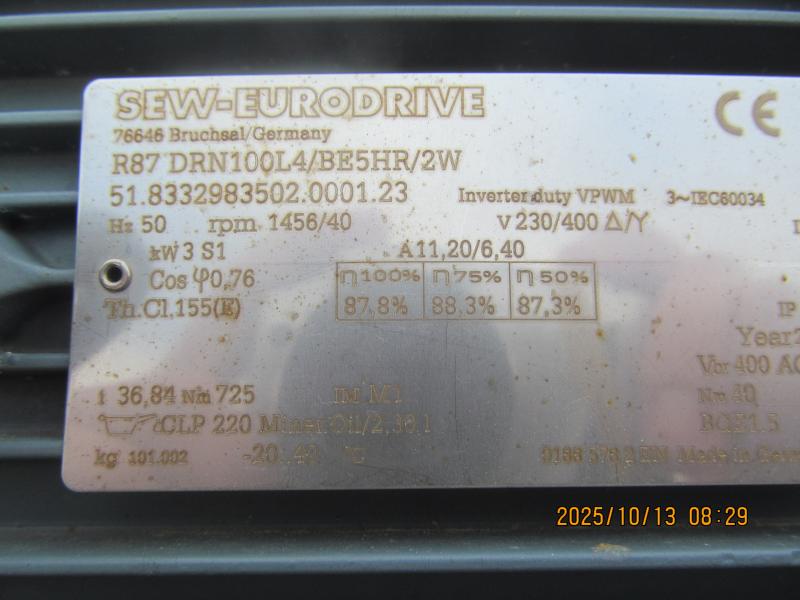 SEW-EURODRIVE
CE
76646 Bruchsal/Germany
R87 DRN100L4/BE5HR/2W
51.8332983502.0001.23 Inverter duty VPWM 3~IEC60034
Hz 50 rpm 1456/40 V 230/400 Δ/Y
kW 3 S1 A 11,20/6,40
Cos φ 0,76 η 100% η 75% η 50%
Th.Cl. 155(E) 87,8% 88,3% 87,3% IP
Year 2
i 36,84 Nm 725 IM M1 Vbr 400 AC
CLP 220 Miner.Oil/ Nm 40
kg 101.002 -20..40 °C Made in Germ
2025/10/13 08:29